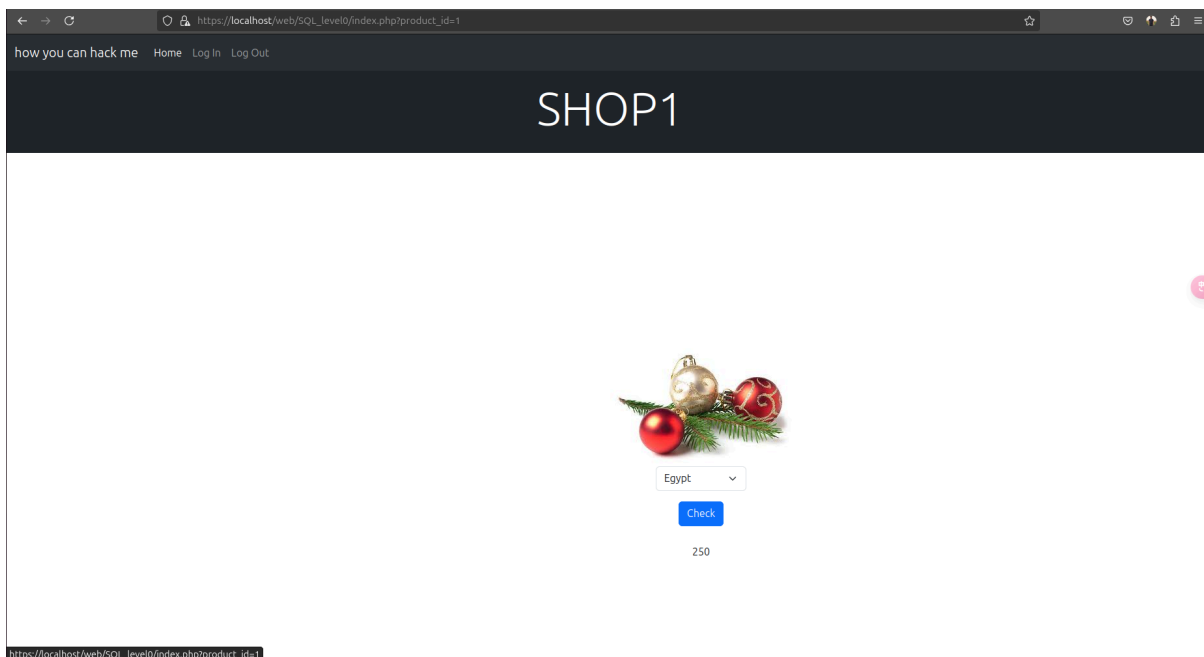 https://localhost/web/SQL_level0/index.php?product_id=1
how you can hack me Home Log In Log Out
SHOP1
Egypt
Check
250
https://localhost/web/SQL_level0/index.php?product_id=1